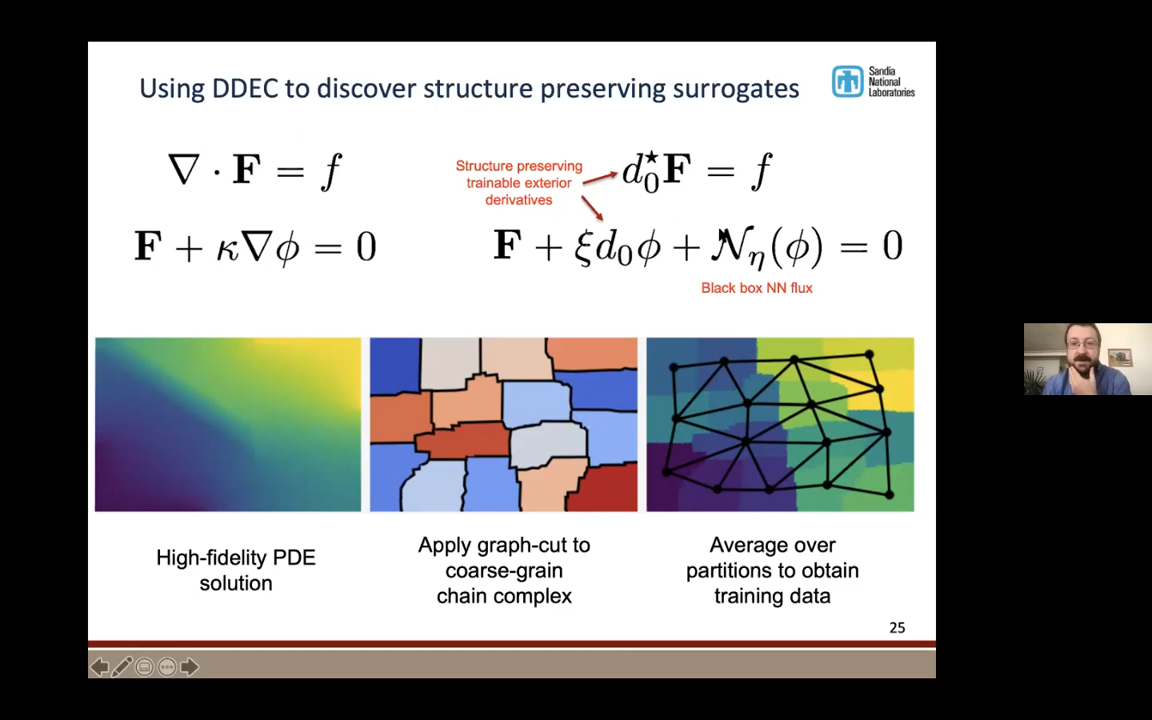 Using DDEC to discover structure preserving surrogates
Sandia
National
Laboratories
∇ · F = f
F + κ∇ϕ = 0
Structure preserving
trainable exterior
derivatives
d₀⋆F = f
F + ξd₀ϕ + 𝒩η(ϕ) = 0
Black box NN flux
High-fidelity PDE
solution
Apply graph-cut to
coarse-grain
chain complex
Average over
partitions to obtain
training data
25